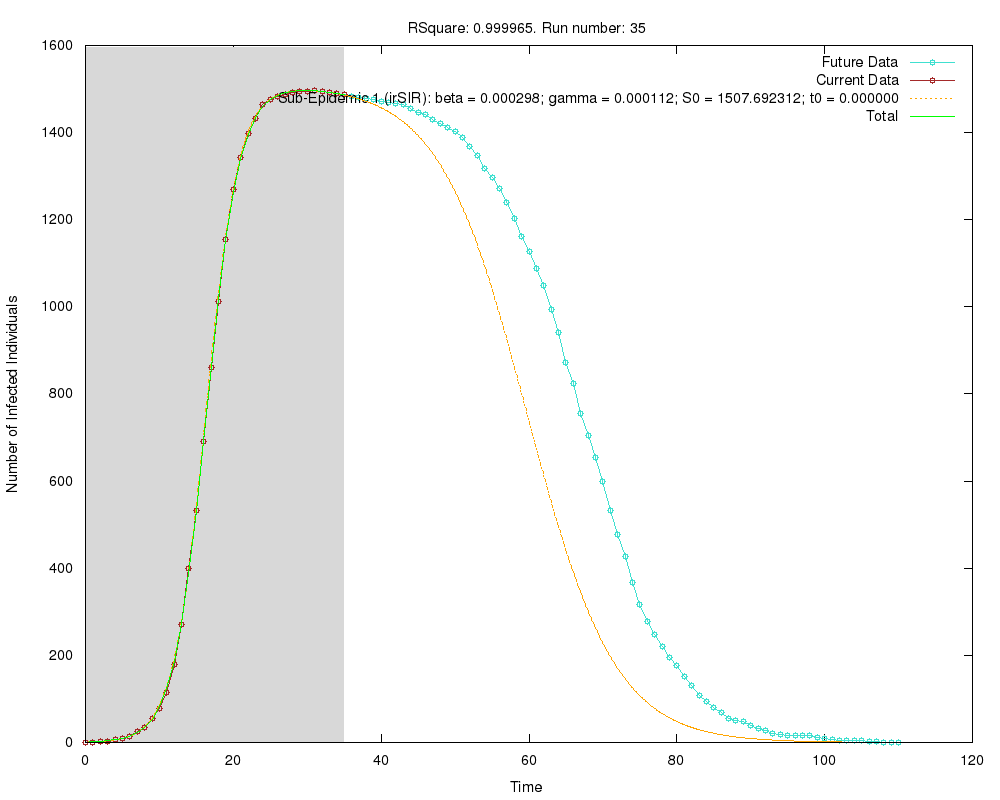 RSquare: 0.999965. Run number: 35
Future Data
Current Data
Sub-Epidemic 1 (irSIR): beta = 0.000298; gamma = 0.000112; S0 = 1507.692312; t0 = 0.000000
Total
1600
1400
1200
1000
800
600
400
200
0
Number of Infected Individuals
0 20 40 60 80 100 120
Time